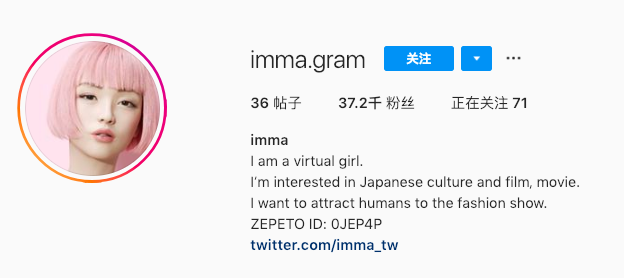 imma.gram 关注
36 帖子 37.2千 粉丝 正在关注 71
imma
I am a virtual girl.
I'm interested in Japanese culture and film, movie.
I want to attract humans to the fashion show.
ZEPETO ID: 0JEP4P
twitter.com/imma_tw